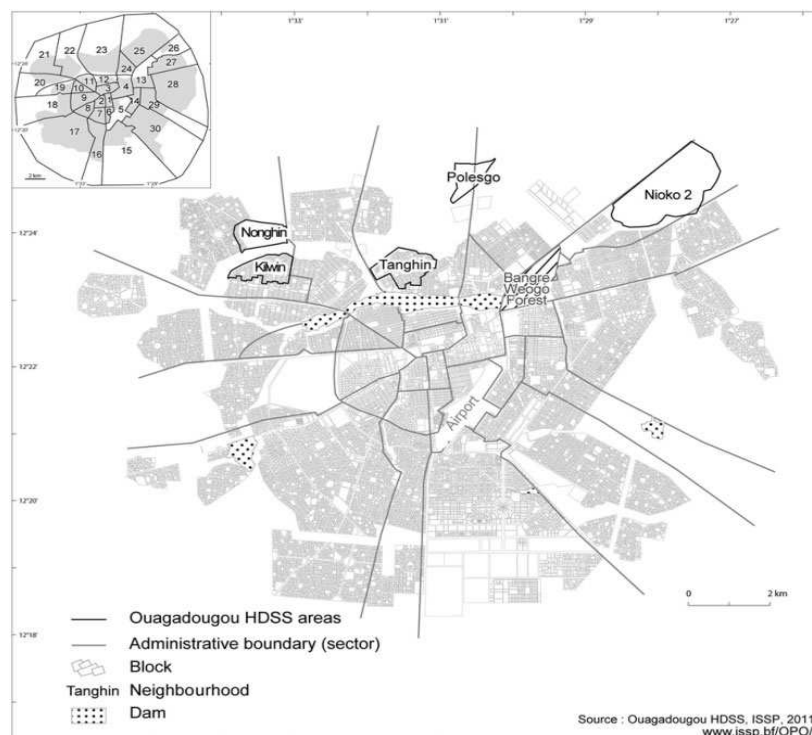 1°33'
1°31'
1°29'
1°27'
21
22
23
25
26
27
24
20
19
10
11
12
3
4
13
28
18
9
2
1
14
29
8
7
6
5
17
30
16
15
2 km
12°24'
12°22'
12°20'
12°18'
Polesgo
Nioko 2
Nonghin
Kilwin
Tanghin
Bangre
Weogo
Forest
Airport
0 2 km
Ouagadougou HDSS areas
Administrative boundary (sector)
Block
Tanghin Neighbourhood
Dam
Source : Ouagadougou HDSS, ISSP, 2011
www.issp.bf/OPO/